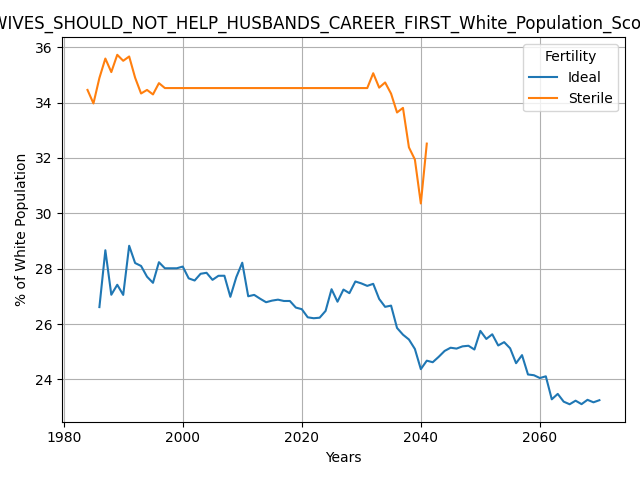 WIVES_SHOULD_NOT_HELP_HUSBANDS_CAREER_FIRST_White_Population_Sco
Fertility
Ideal
Sterile
% of White Population
36
34
32
30
28
26
24
1980 2000 2020 2040 2060
Years